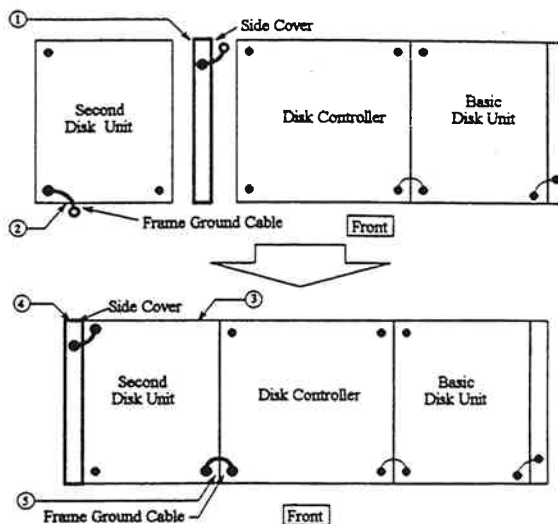 ①
Side Cover
Second
Disk Unit
Disk Controller
Basic
Disk Unit
②
Frame Ground Cable
Front
④
Side Cover
③
Second
Disk Unit
Disk Controller
Basic
Disk Unit
⑤
Frame Ground Cable
Front